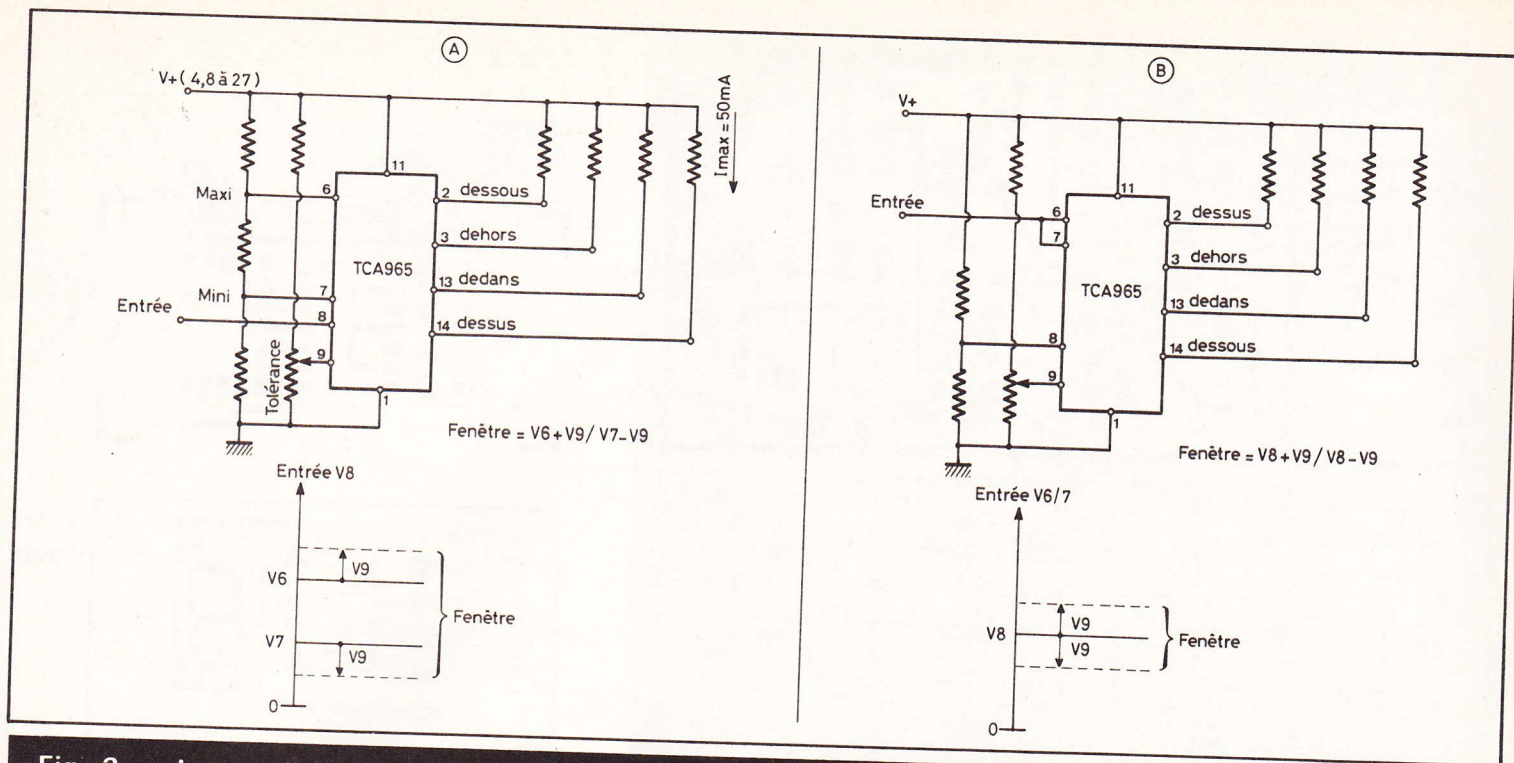 A
V+( 4,8 à 27)
I max = 50mA
11
Maxi
6
2 dessous
3 dehors
TCA965
13 dedans
Mini
7
Entrée
8
14 dessus
9
Tolérance
1
Fenêtre = V6+V9/ V7-V9
Entrée V8
V9
V6
Fenêtre
V7
V9
0
B
V+
11
Entrée
6
2 dessus
7
3 dehors
TCA965
13 dedans
8
14 dessous
9
1
Fenêtre = V8+V9 / V8-V9
Entrée V6/7
V9
V8
Fenêtre
V9
0